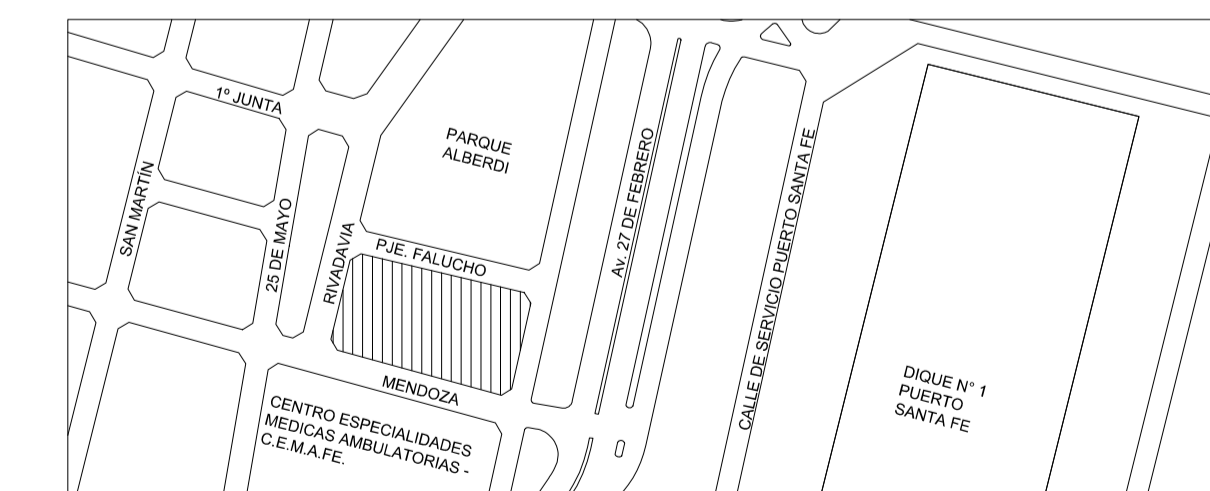 1º JUNTA
PARQUE
ALBERDI
SAN MARTÍN
25 DE MAYO
RIVADAVIA
PJE. FALUCHO
Av. 27 DE FEBRERO
CALLE DE SERVICIO PUERTO SANTA FE
MENDOZA
CENTRO ESPECIALIDADES
MEDICAS AMBULATORIAS -
C.E.M.A.FE.
DIQUE N° 1
PUERTO
SANTA FE